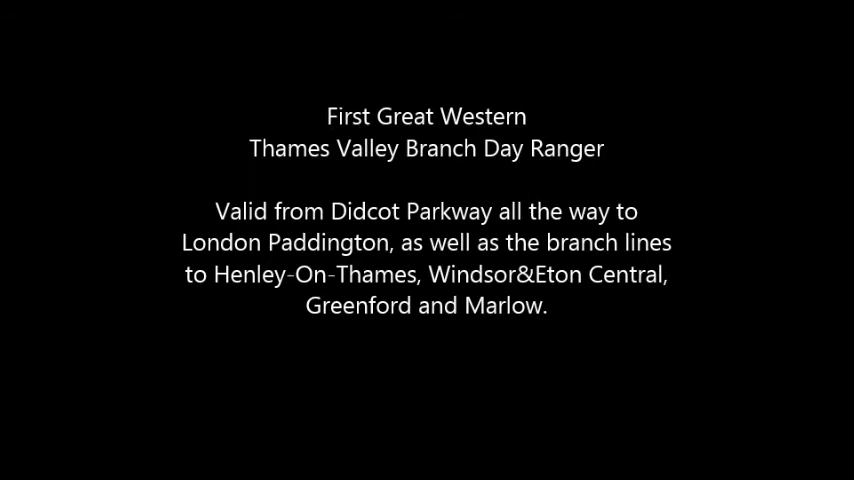 First Great Western
Thames Valley Branch Day Ranger
Valid from Didcot Parkway all the way to
London Paddington, as well as the branch lines
to Henley-On-Thames, Windsor&Eton Central,
Greenford and Marlow.